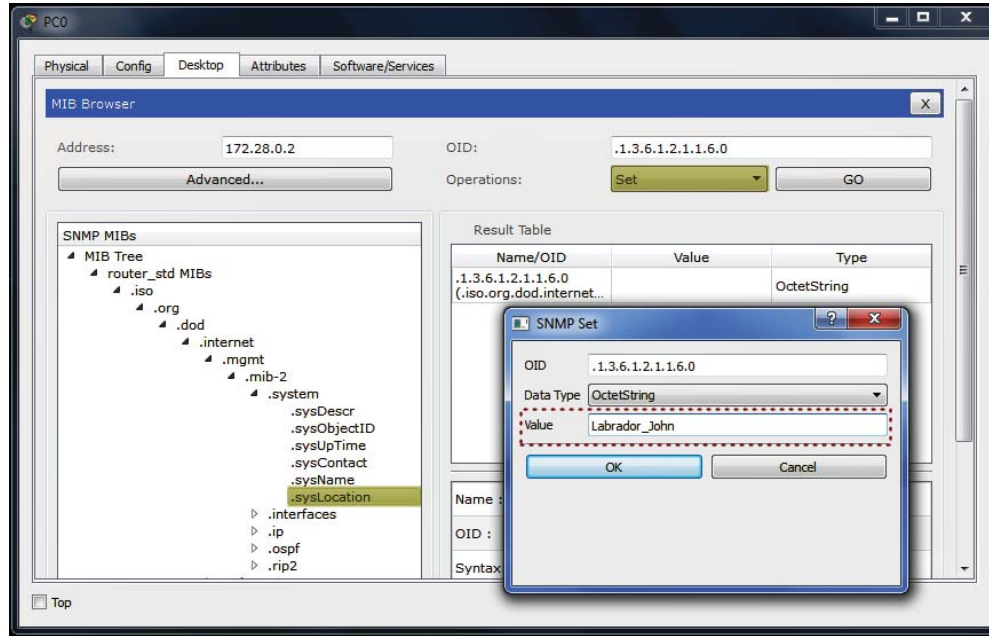 PC0
Physical Config Desktop Attributes Software/Services
MIB Browser X
Address: 172.28.0.2 OID: .1.3.6.1.2.1.1.6.0
Advanced... Operations: Set GO
SNMP MIBs
MIB Tree
router_std MIBs
.iso
.org
.dod
.internet
.mgmt
.mib-2
.system
.sysDescr
.sysObjectID
.sysUpTime
.sysContact
.sysName
.sysLocation
.interfaces
.ip
.ospf
.rip2
Result Table
Name/OID Value Type
.1.3.6.1.2.1.1.6.0 OctetString
(.iso.org.dod.internet...
SNMP Set ? X
OID .1.3.6.1.2.1.1.6.0
Data Type OctetString
Value Labrador_John
OK Cancel
Name :
OID :
Syntax
Top